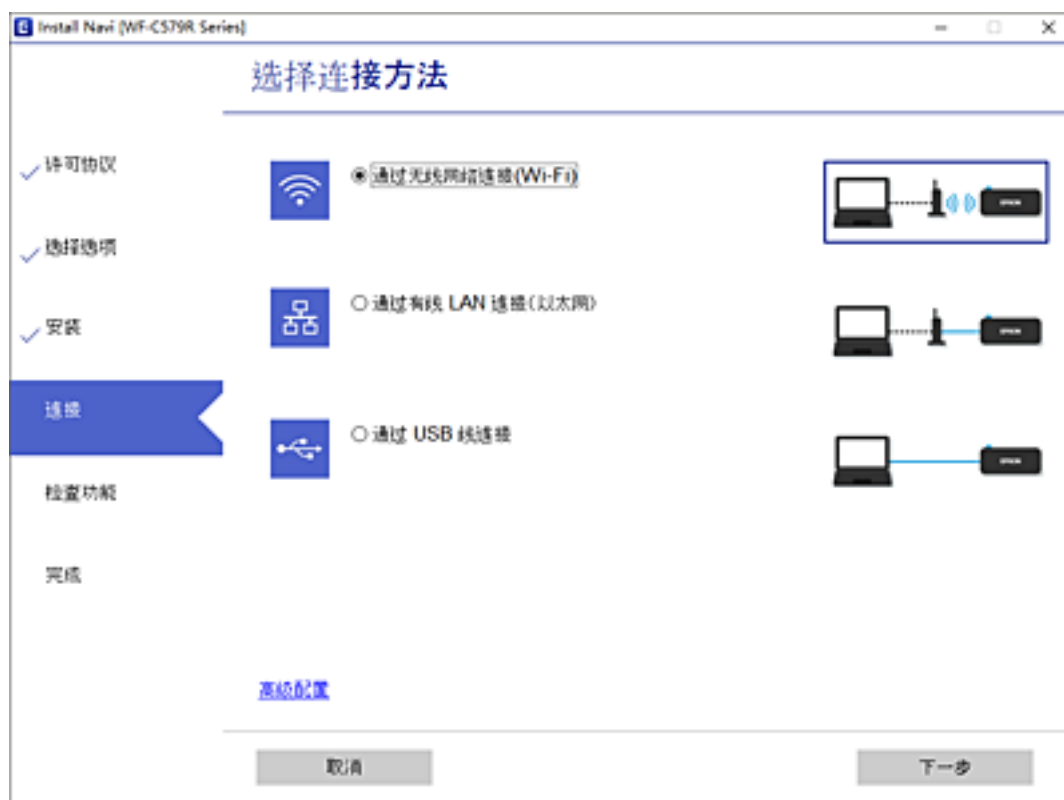 Install Navi (WF-C579R Series)
选择连接方法
许可协议
选择选项
安装
连接
检查功能
完成
通过无线网络连接(Wi-Fi)
通过有线 LAN 连接(以太网)
通过 USB 线连接
EPSON
EPSON
EPSON
高级配置
取消
下一步